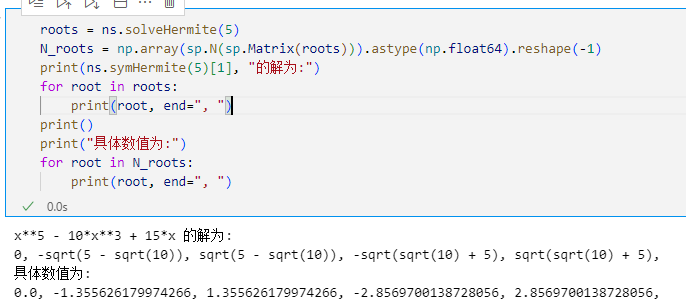 roots = ns.solveHermite(5)
N_roots = np.array(sp.N(sp.Matrix(roots))).astype(np.float64).reshape(-1)
print(ns.symHermite(5)[1], "的解为:")
for root in roots:
    print(root, end=", ")
print()
print("具体数值为:")
for root in N_roots:
    print(root, end=", ")
0.0s
x**5 - 10*x**3 + 15*x 的解为:
0, -sqrt(5 - sqrt(10)), sqrt(5 - sqrt(10)), -sqrt(sqrt(10) + 5), sqrt(sqrt(10) + 5),
具体数值为:
0.0, -1.355626179974266, 1.355626179974266, -2.8569700138728056, 2.8569700138728056,